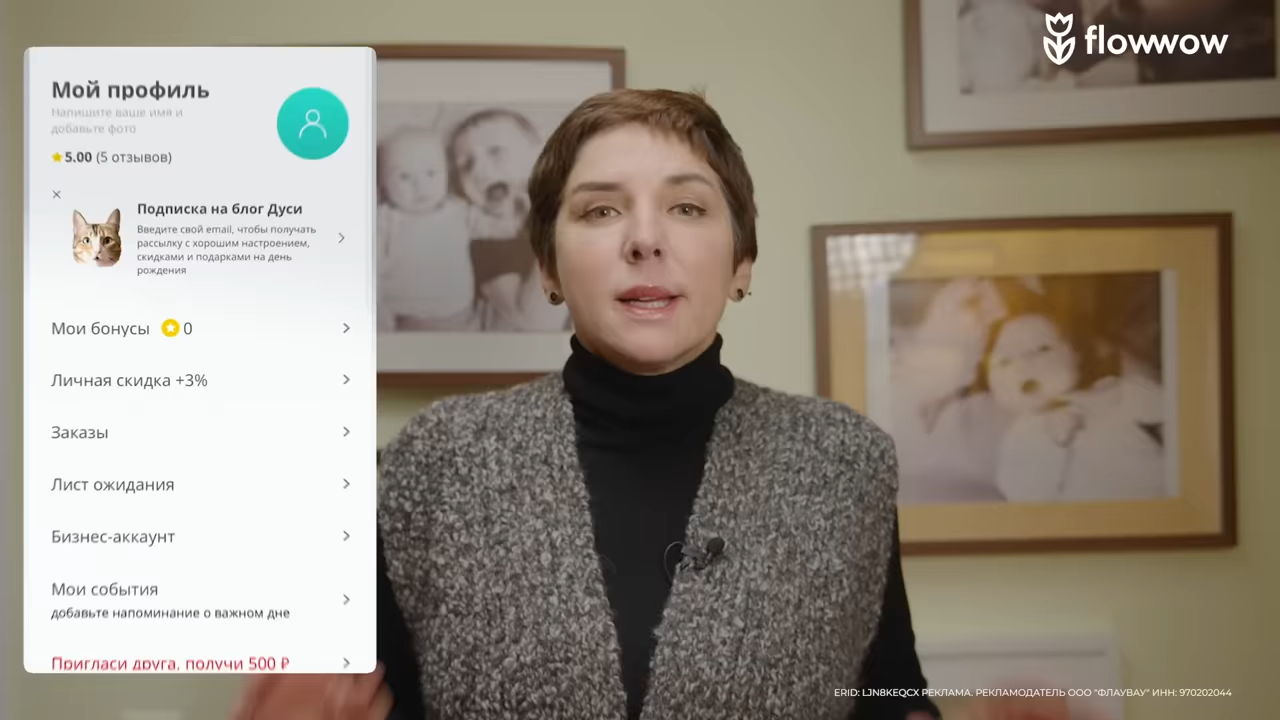 flowwow
Мой профиль
Напишите ваше имя и
добавьте фото
5.00 (5 отзывов)
Подписка на блог Дуси
Введите свой email, чтобы получать
рассылку с хорошим настроением,
скидками и подарками на день
рождения
Мои бонусы 0
Личная скидка +3%
Заказы
Лист ожидания
Бизнес-аккаунт
Мои события
добавьте напоминание о важном дне
Пригласи друга, получи 500 ₽
ERID: LJN8KEQCX РЕКЛАМА. РЕКЛАМОДАТЕЛЬ ООО "ФЛАУВАУ" ИНН: 970202044